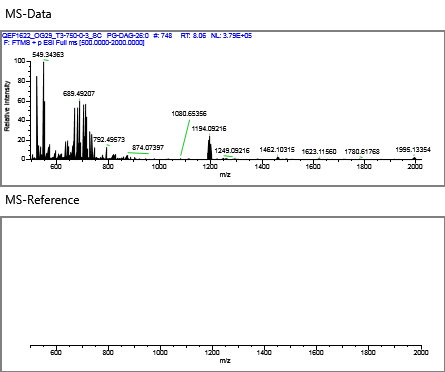 MS-Data
QEF1622_OG29_T3-750-0-3_8C PG-DAG-26:0 #: 748 RT: 8.06 NL: 3.79E+05
F: FTMS + p ESI Full ms [500.0000-2000.0000]
549.34363
100
80
60
40
20
0
Relative Intensity
689.49207
792.49573
874.07397
1080.65356
1194.09216
1249.09216
1462.10315
1623.11560
1780.61768
1995.13354
600 800 1000 1200 1400 1600 1800 2000
m/z
MS-Reference
600 800 1000 1200 1400 1600 1800 2000
m/z